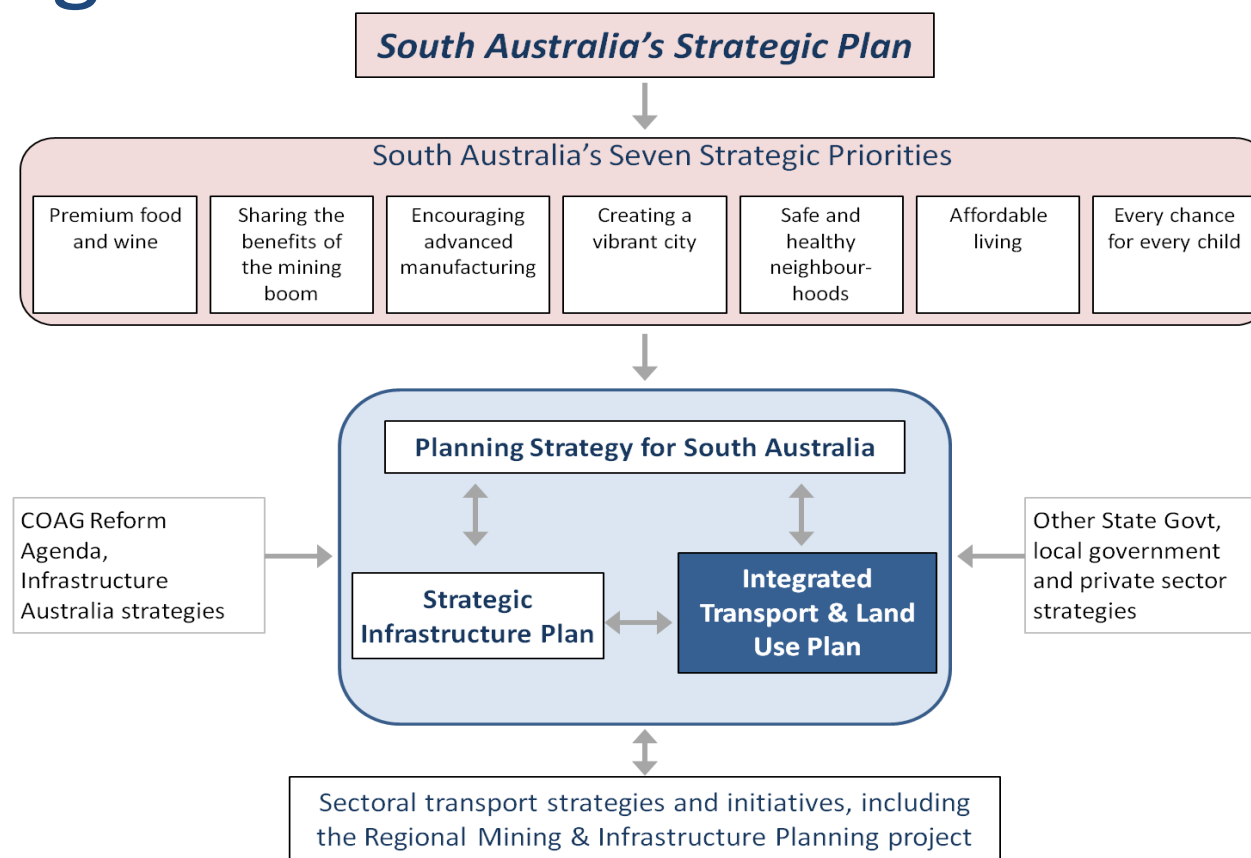 South Australia's Strategic Plan
South Australia's Seven Strategic Priorities
Premium food
and wine
Sharing the
benefits of
the mining
boom
Encouraging
advanced
manufacturing
Creating a
vibrant city
Safe and
healthy
neighbour-
hoods
Affordable
living
Every chance
for every child
Planning Strategy for South Australia
COAG Reform
Agenda,
Infrastructure
Australia strategies
Strategic
Infrastructure Plan
Integrated
Transport & Land
Use Plan
Other State Govt,
local government
and private sector
strategies
Sectoral transport strategies and initiatives, including
the Regional Mining & Infrastructure Planning project